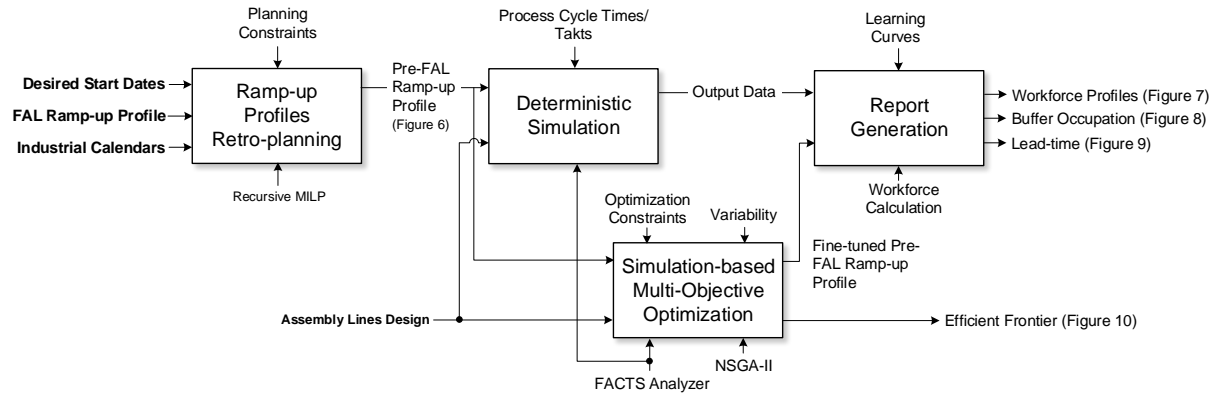 Planning
Constraints
Desired Start Dates
FAL Ramp-up Profile
Industrial Calendars
Ramp-up
Profiles
Retro-planning
Recursive MILP
Pre-FAL
Ramp-up
Profile
(Figure 6)
Process Cycle Times/
Takts
Deterministic
Simulation
Output Data
Learning
Curves
Report
Generation
Workforce Profiles (Figure 7)
Buffer Occupation (Figure 8)
Lead-time (Figure 9)
Workforce
Calculation
Optimization
Constraints
Variability
Simulation-based
Multi-Objective
Optimization
Fine-tuned Pre-
FAL Ramp-up
Profile
Assembly Lines Design
Efficient Frontier (Figure 10)
NSGA-II
FACTS Analyzer